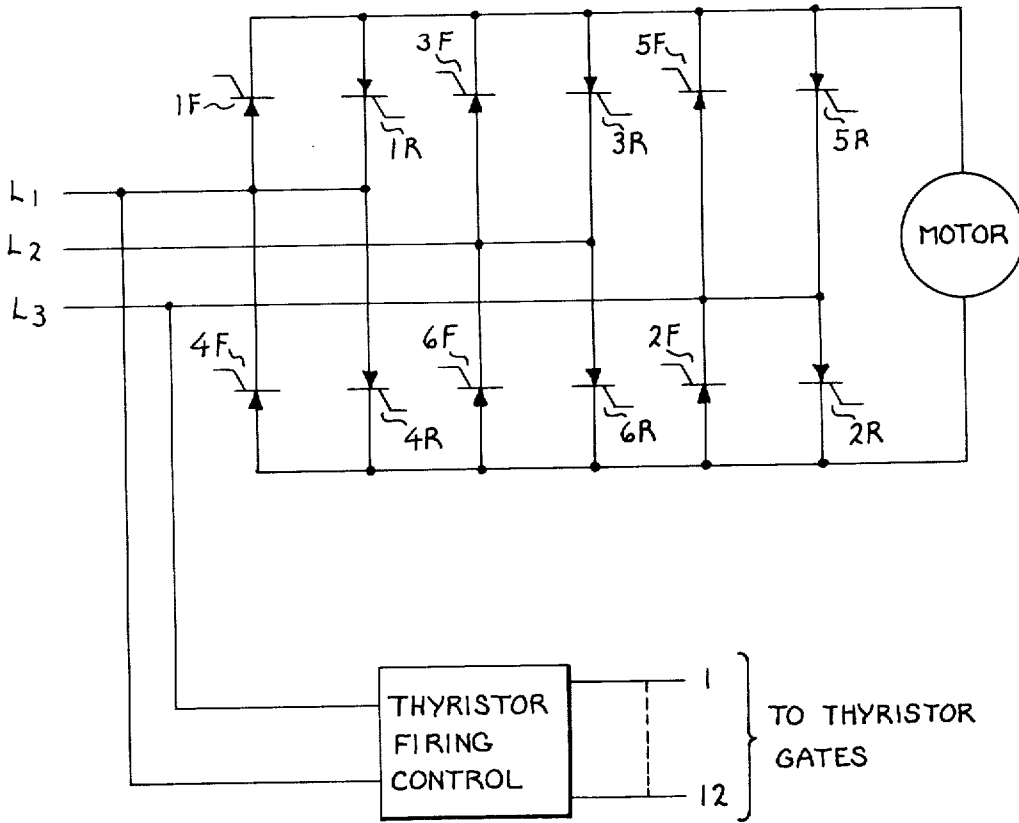 3F
5F
1F
1R
3R
5R
L1
L2
MOTOR
L3
4F
6F
2F
4R
6R
2R
THYRISTOR
FIRING
CONTROL
1
12
TO THYRISTOR
GATES